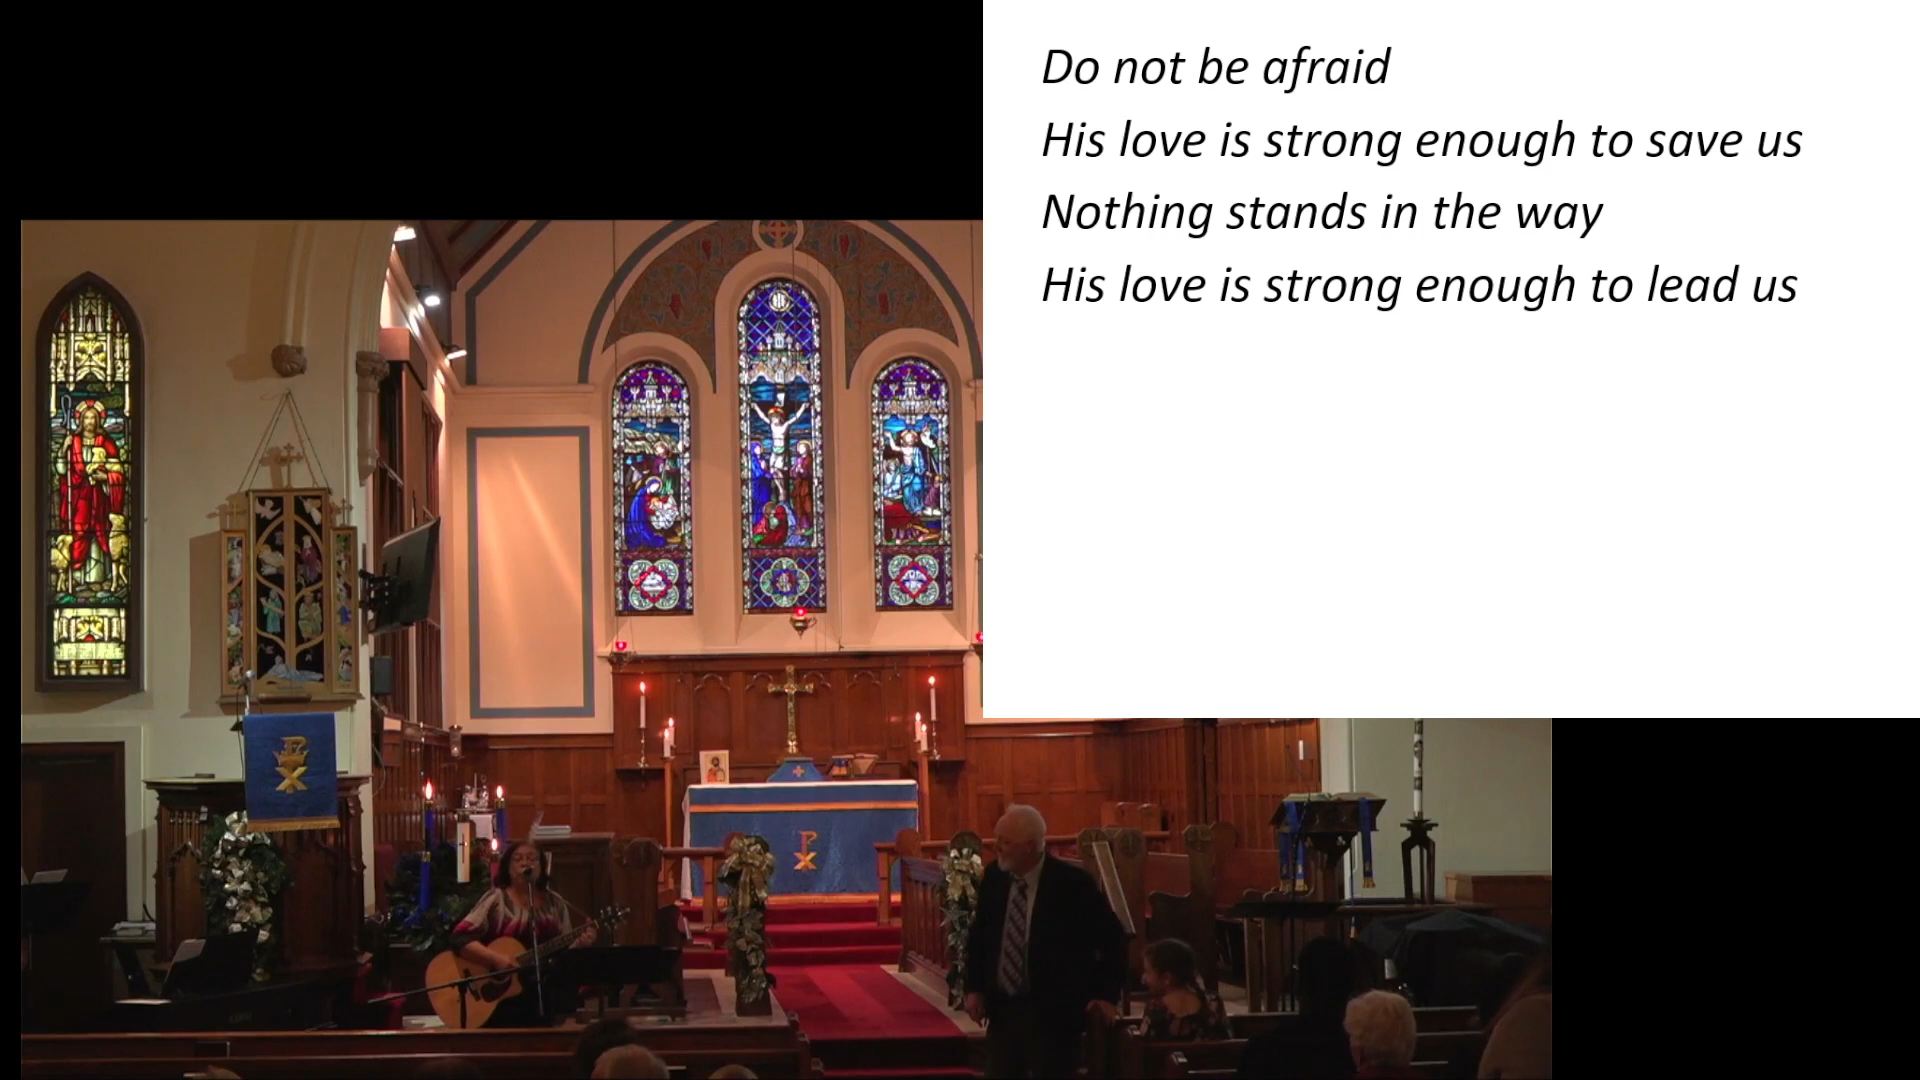 Do not be afraid
His love is strong enough to save us
Nothing stands in the way
His love is strong enough to lead us